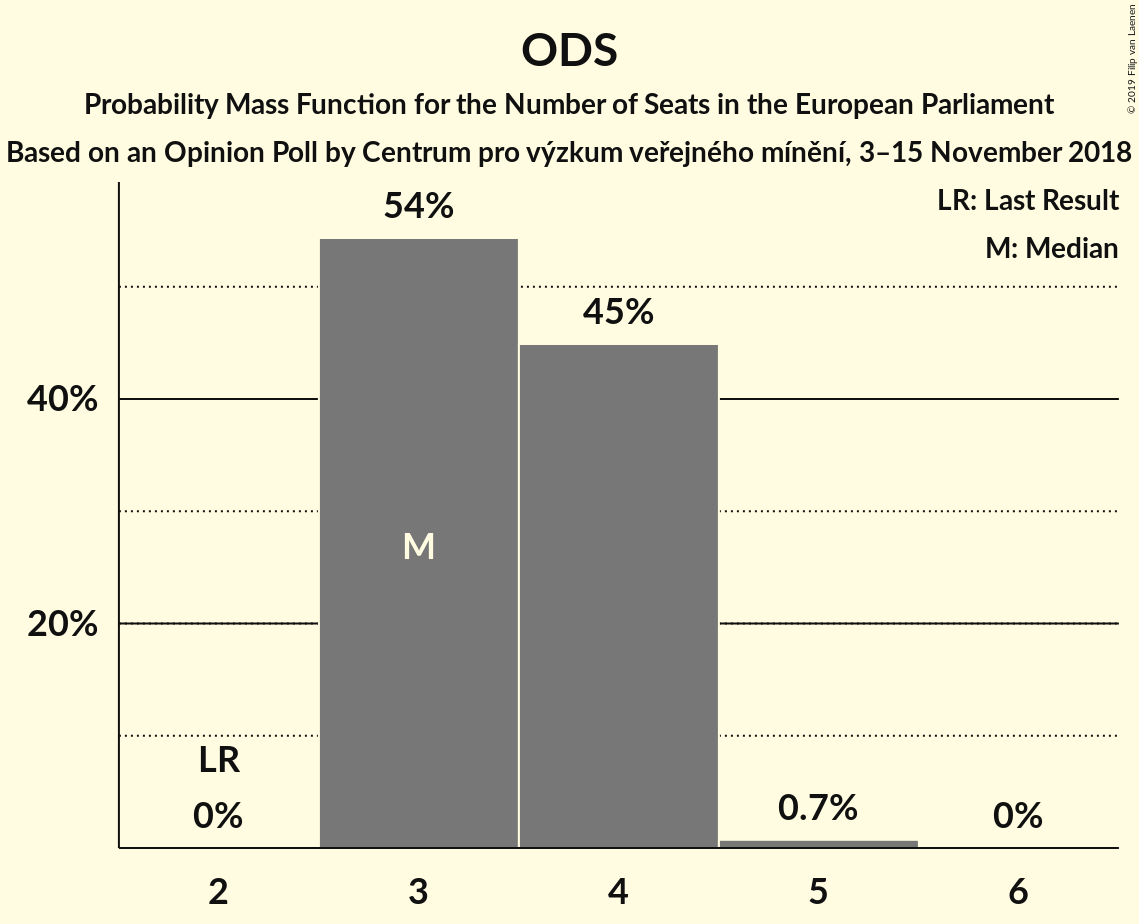 ODS
Probability Mass Function for the Number of Seats in the European Parliament
Based on an Opinion Poll by Centrum pro výzkum veřejného mínění, 3–15 November 2018
© 2019 Filip van Laenen
LR: Last Result
M: Median
54%
45%
40%
M
20%
LR
0%
0.7%
0%
2 3 4 5 6